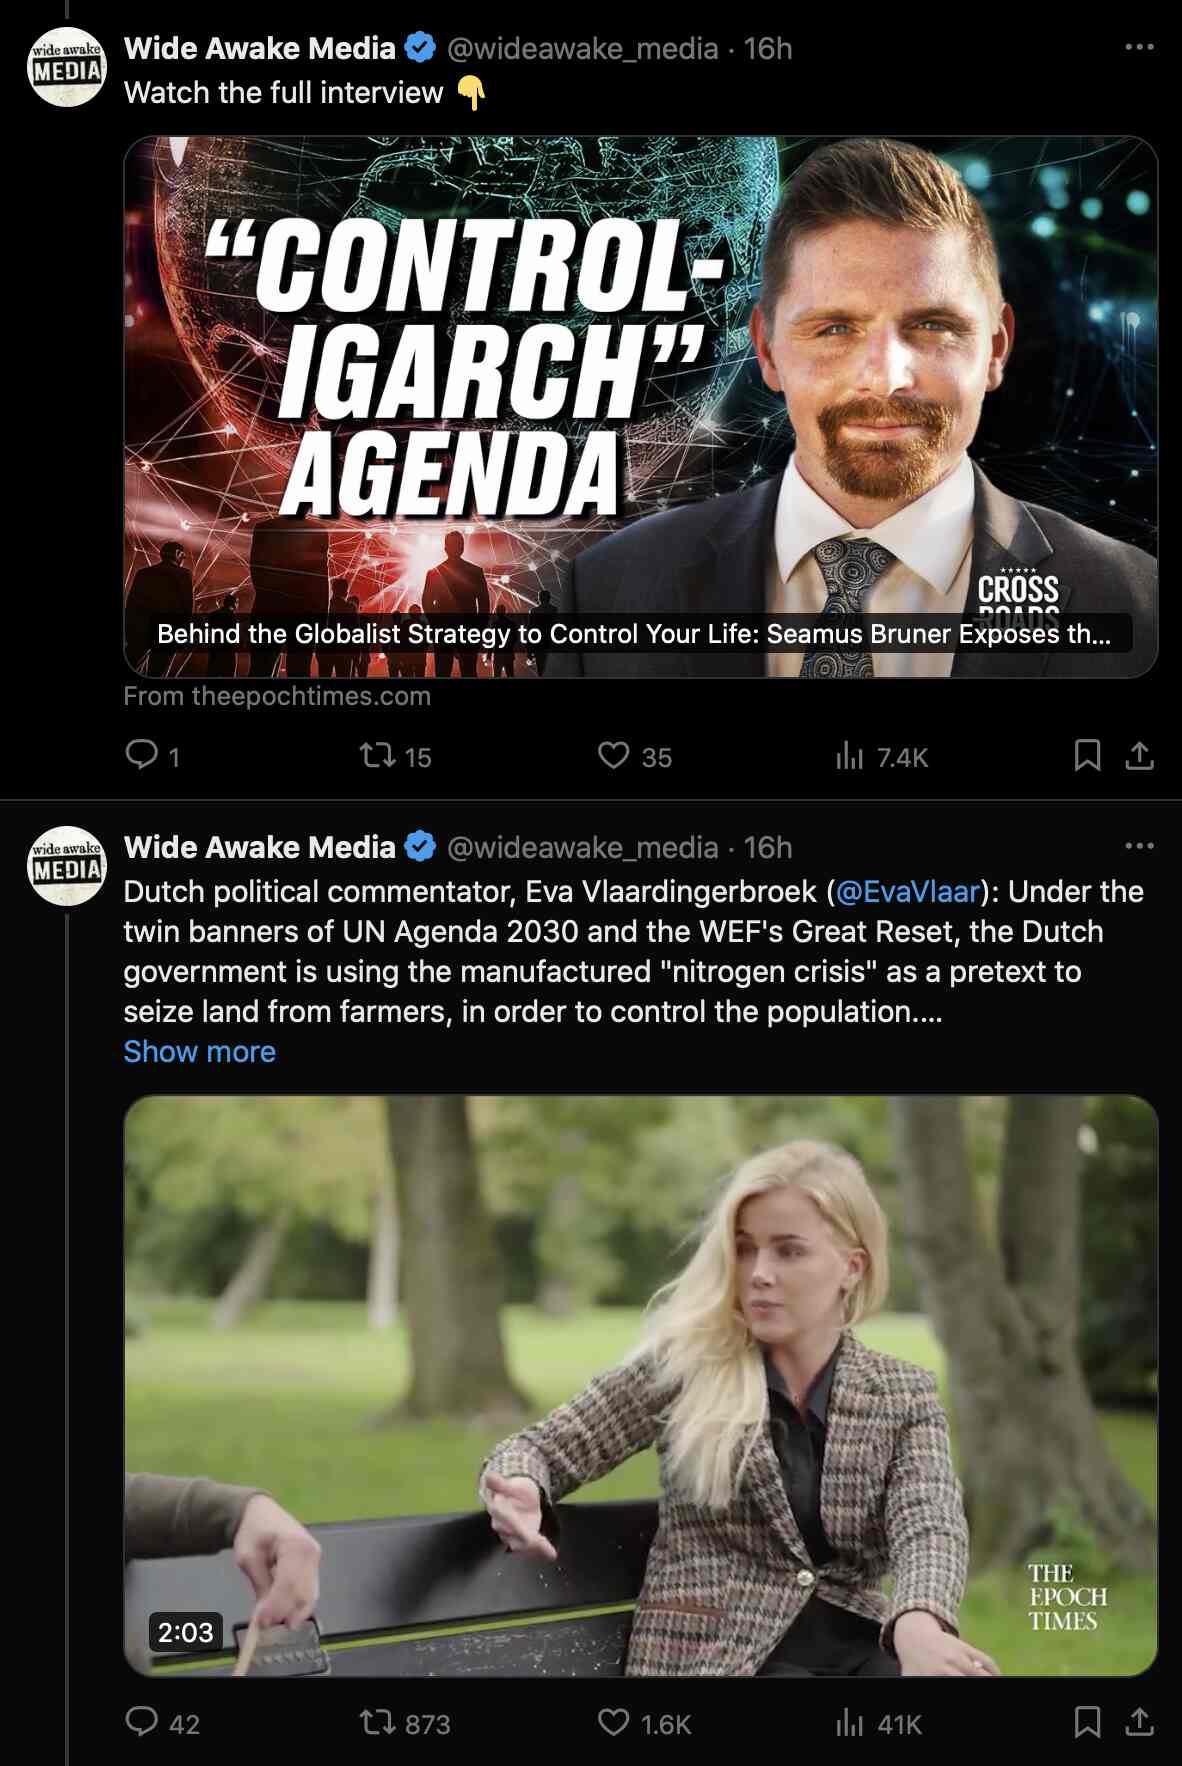 wide awake
MEDIA
Wide Awake Media @wideawake_media · 16h
Watch the full interview 👇
"CONTROL-
IGARCH"
AGENDA
CROSS
ROADS
Behind the Globalist Strategy to Control Your Life: Seamus Bruner Exposes th...
From theepochtimes.com
1 15 35 7.4K
wide awake
MEDIA
Wide Awake Media @wideawake_media · 16h
Dutch political commentator, Eva Vlaardingerbroek (@EvaVlaar): Under the
twin banners of UN Agenda 2030 and the WEF's Great Reset, the Dutch
government is using the manufactured "nitrogen crisis" as a pretext to
seize land from farmers, in order to control the population....
Show more
THE
EPOCH
TIMES
2:03
42 873 1.6K 41K